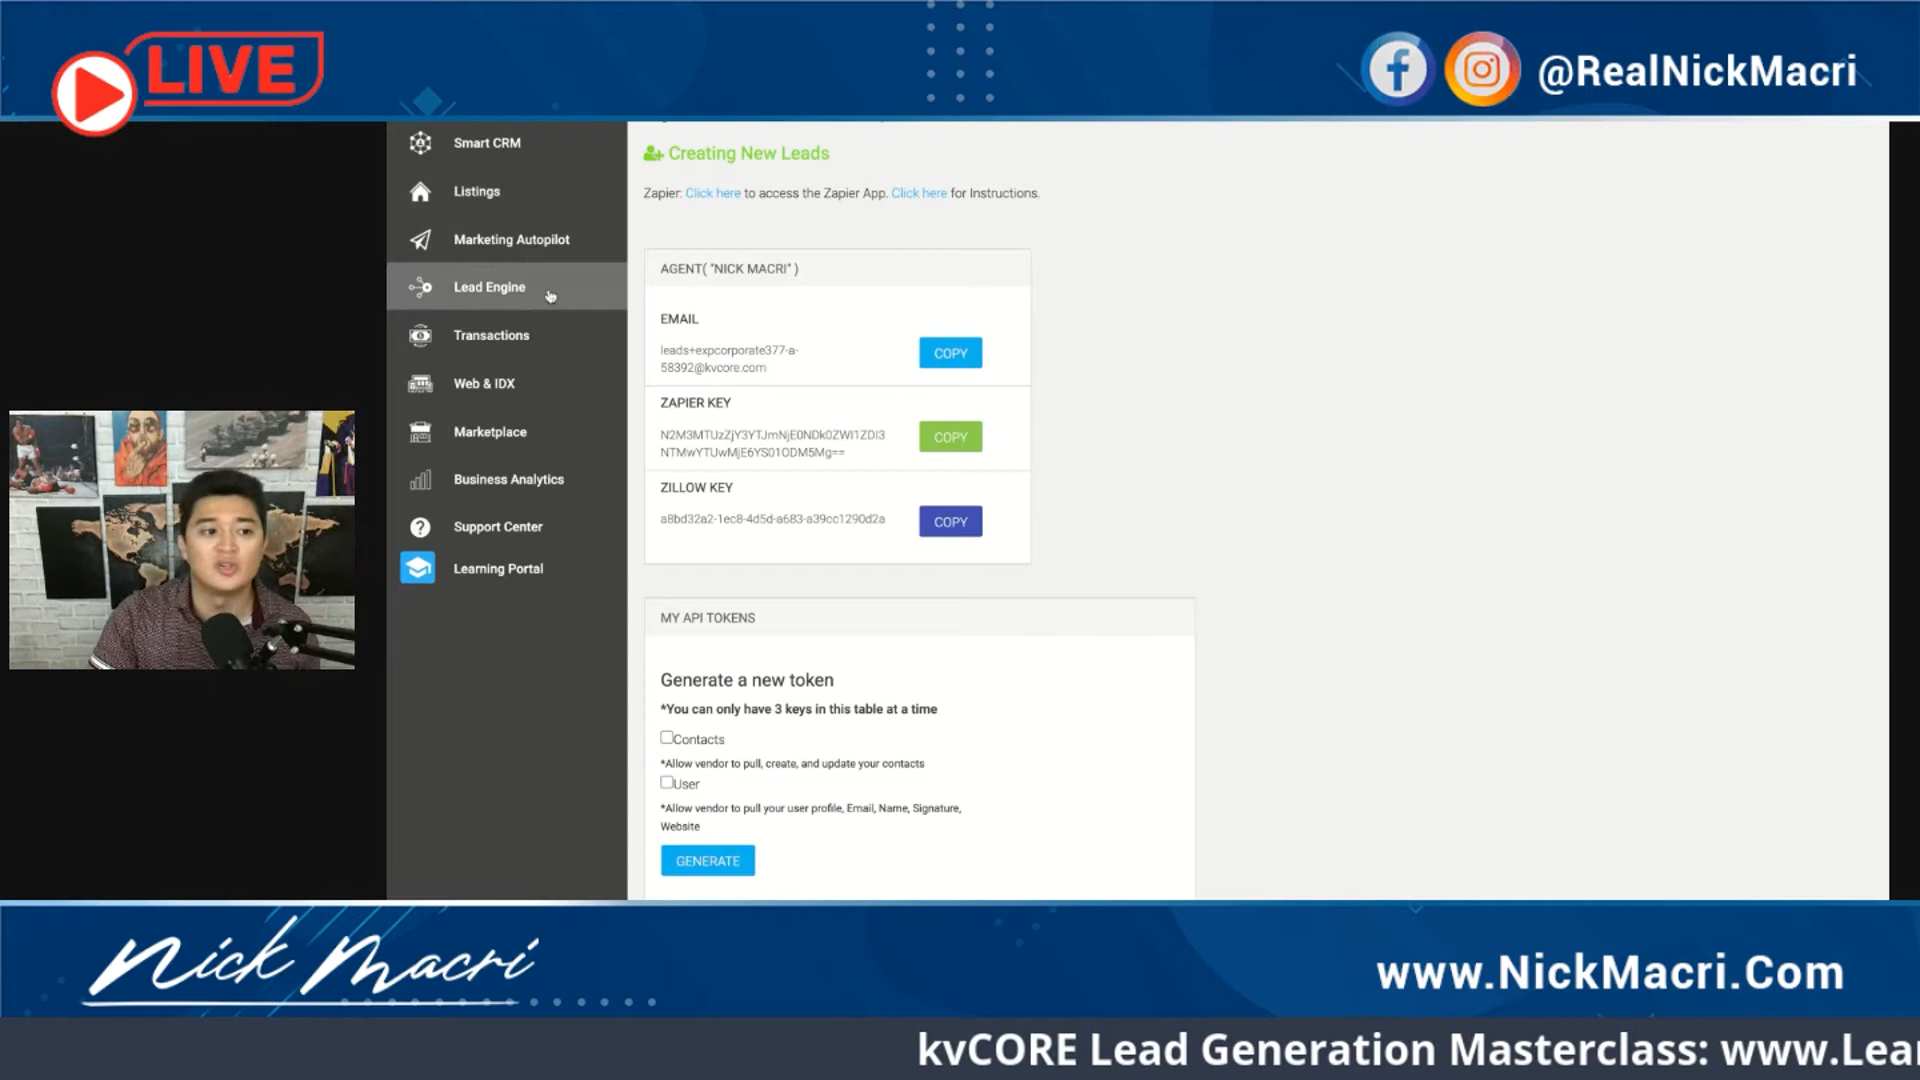 LIVE
@RealNickMacri
Smart CRM
Listings
Marketing Autopilot
Lead Engine
Transactions
Web & IDX
Marketplace
Business Analytics
Support Center
Learning Portal
Creating New Leads
Zapier: Click here to access the Zapier App. Click here for Instructions.
AGENT( "NICK MACRI" )
EMAIL
leads+expcorporate377-a-
58392@kvcore.com
COPY
ZAPIER KEY
N2M3MTUzZjY3YTJmNjE0NDk0ZWI1ZDI3
NTMwYTUwMjE6YS01ODM5Mg==
COPY
ZILLOW KEY
a8bd32a2-1ec8-4d5d-a683-a39cc1290d2a
COPY
MY API TOKENS
Generate a new token
*You can only have 3 keys in this table at a time
Contacts
*Allow vendor to pull, create, and update your contacts
User
*Allow vendor to pull your user profile, Email, Name, Signature,
Website
GENERATE
Nick Macri
www.NickMacri.Com
kvCORE Lead Generation Masterclass: www.Lea